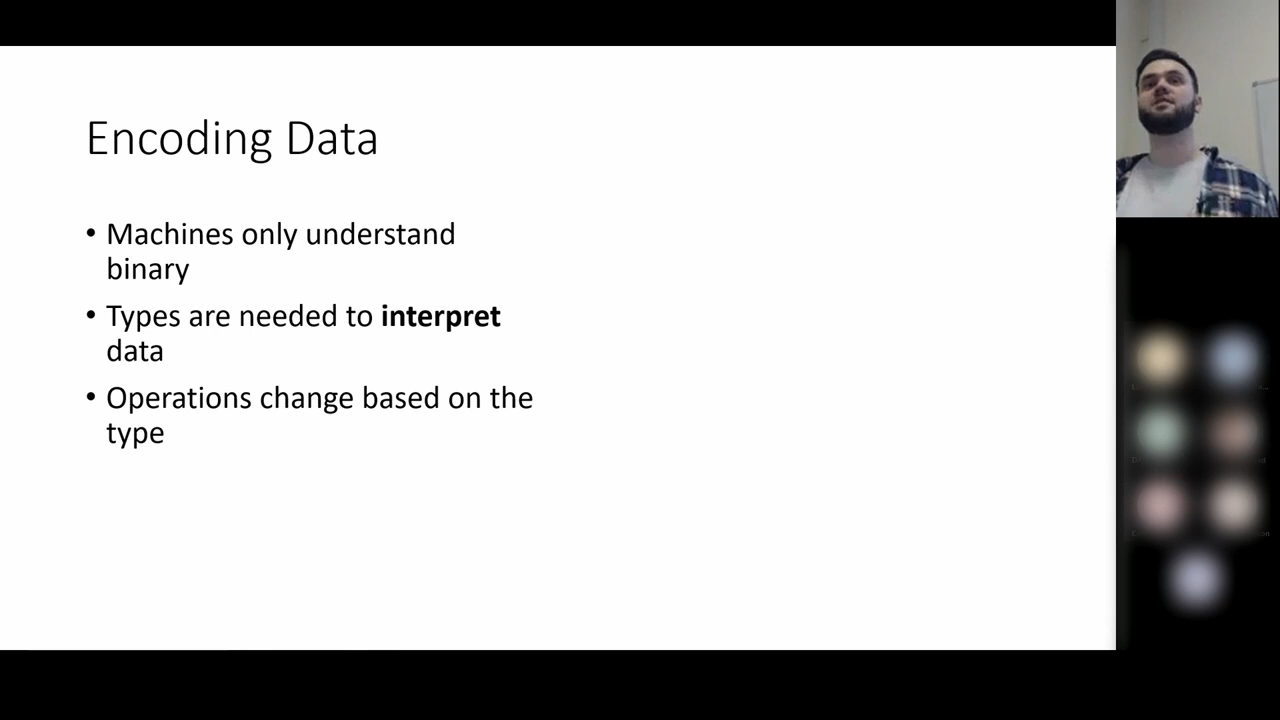 Encoding Data
• Machines only understand
binary
• Types are needed to interpret
data
• Operations change based on the
type